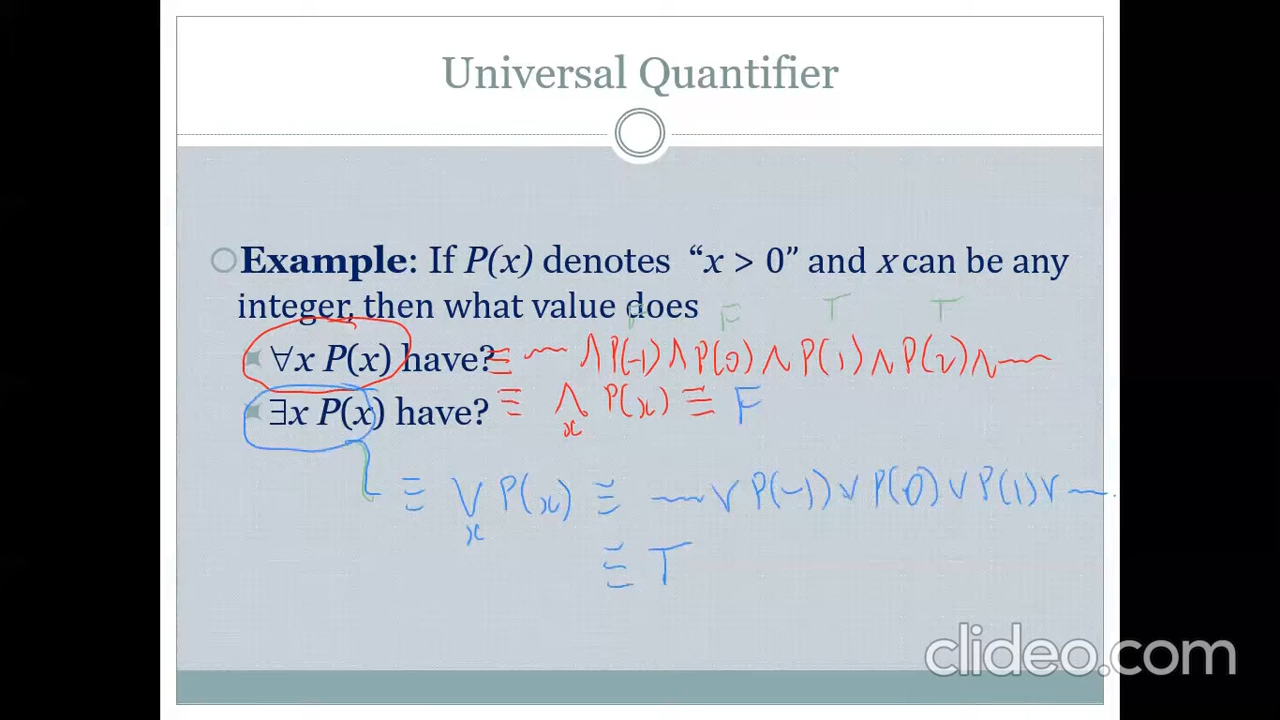 Universal Quantifier
Example: If P(x) denotes “x > 0” and x can be any
integer, then what value does
F F T T
∀x P(x) have? ≡ ~~~ ∧ P(-1) ∧ P(0) ∧ P(1) ∧ P(2) ∧ ~~~
∃x P(x) have? ≡ ∧ P(x) ≡ F
x
≡ ∨ P(x) ≡ ~~~ ∨ P(-1) ∨ P(0) ∨ P(1) ∨ ~~~
x
≡ T
clideo.com